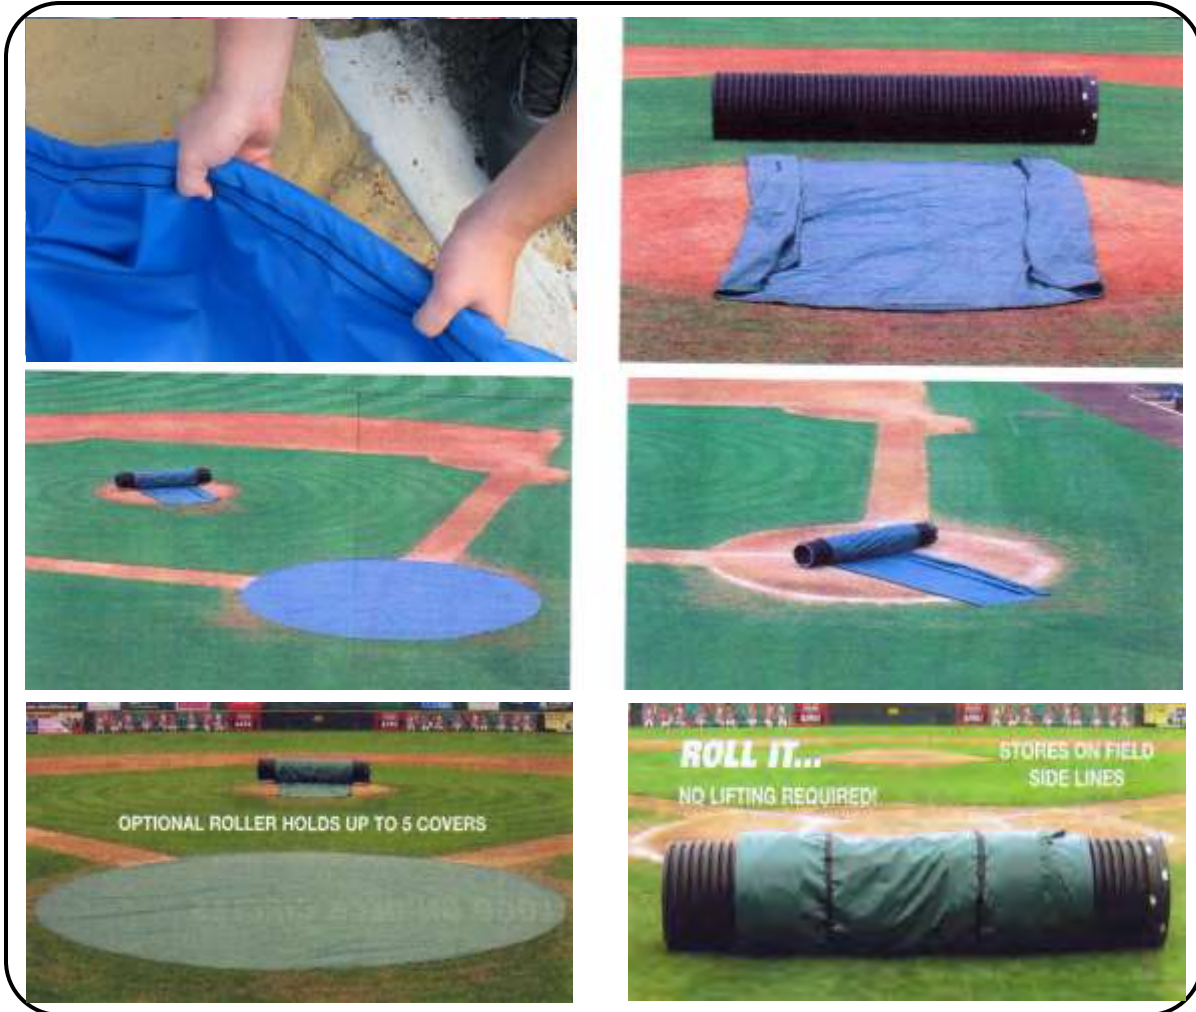 OPTIONAL ROLLER HOLDS UP TO 5 COVERS
ROLL IT...
NO LIFTING REQUIRED!
STORES ON FIELD
SIDE LINES